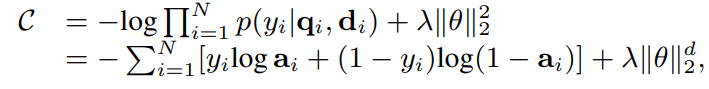 C = −log ∏_{i=1}^{N} p(y_i|q_i, d_i) + λ‖θ‖_2^2
= − ∑_{i=1}^{N} [y_i log a_i + (1 − y_i)log(1 − a_i)] + λ‖θ‖_2^d,